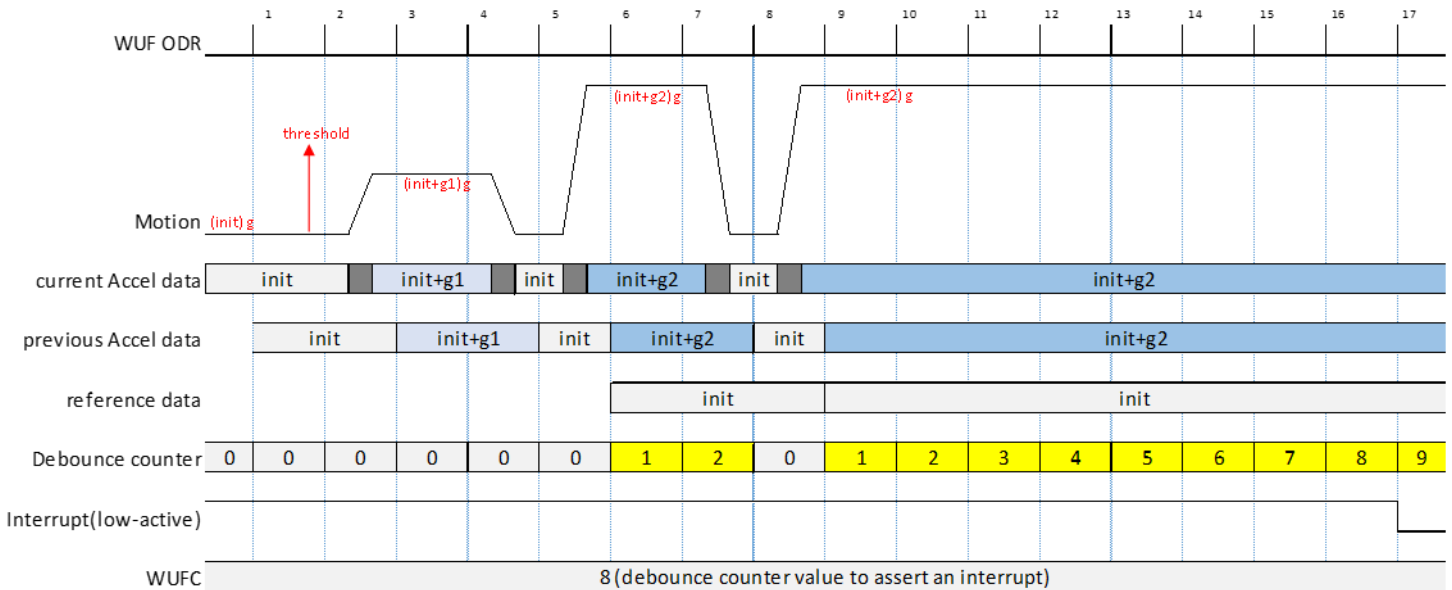 1 2 3 4 5 6 7 8 9 10 11 12 13 14 15 16 17
WUF ODR
(init+g2)g (init+g2)g
threshold
(init+g1)g
Motion (init)g
current Accel data init init+g1 init init+g2 init init+g2
previous Accel data init init+g1 init init+g2 init init+g2
reference data init init
Debounce counter 0 0 0 0 0 0 1 2 0 1 2 3 4 5 6 7 8 9
Interrupt(low-active)
WUFC 8 (debounce counter value to assert an interrupt)